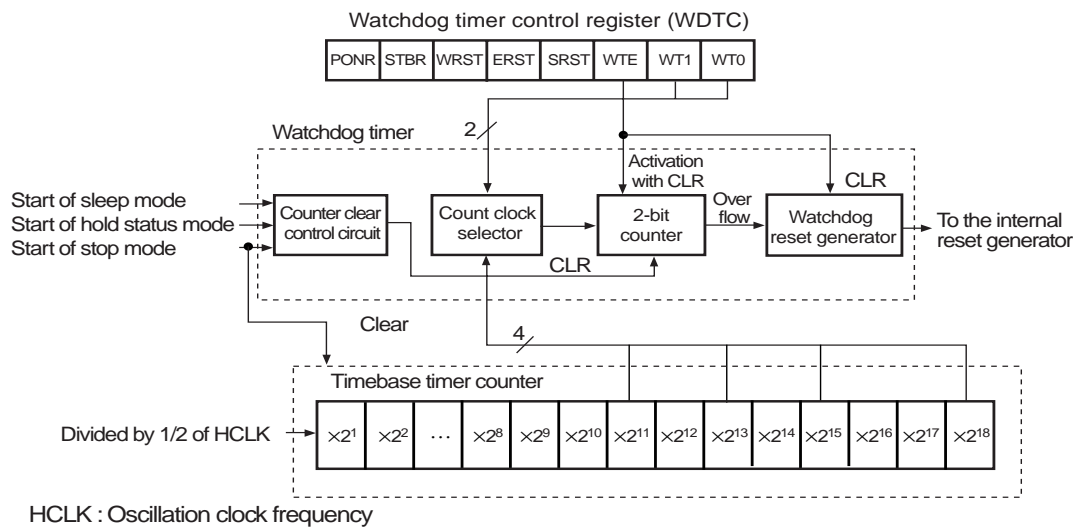 Watchdog timer control register (WDTC)
PONR STBR WRST ERST SRST WTE WT1 WT0
2
Watchdog timer
Activation
with CLR
CLR
Start of sleep mode
Start of hold status mode
Start of stop mode
Counter clear
control circuit
Count clock
selector
2-bit
counter
Over
flow
Watchdog
reset generator
To the internal
reset generator
CLR
Clear
4
Timebase timer counter
Divided by 1/2 of HCLK
×2¹ ×2² ... ×2⁸ ×2⁹ ×2¹⁰ ×2¹¹ ×2¹² ×2¹³ ×2¹⁴ ×2¹⁵ ×2¹⁶ ×2¹⁷ ×2¹⁸
HCLK : Oscillation clock frequency